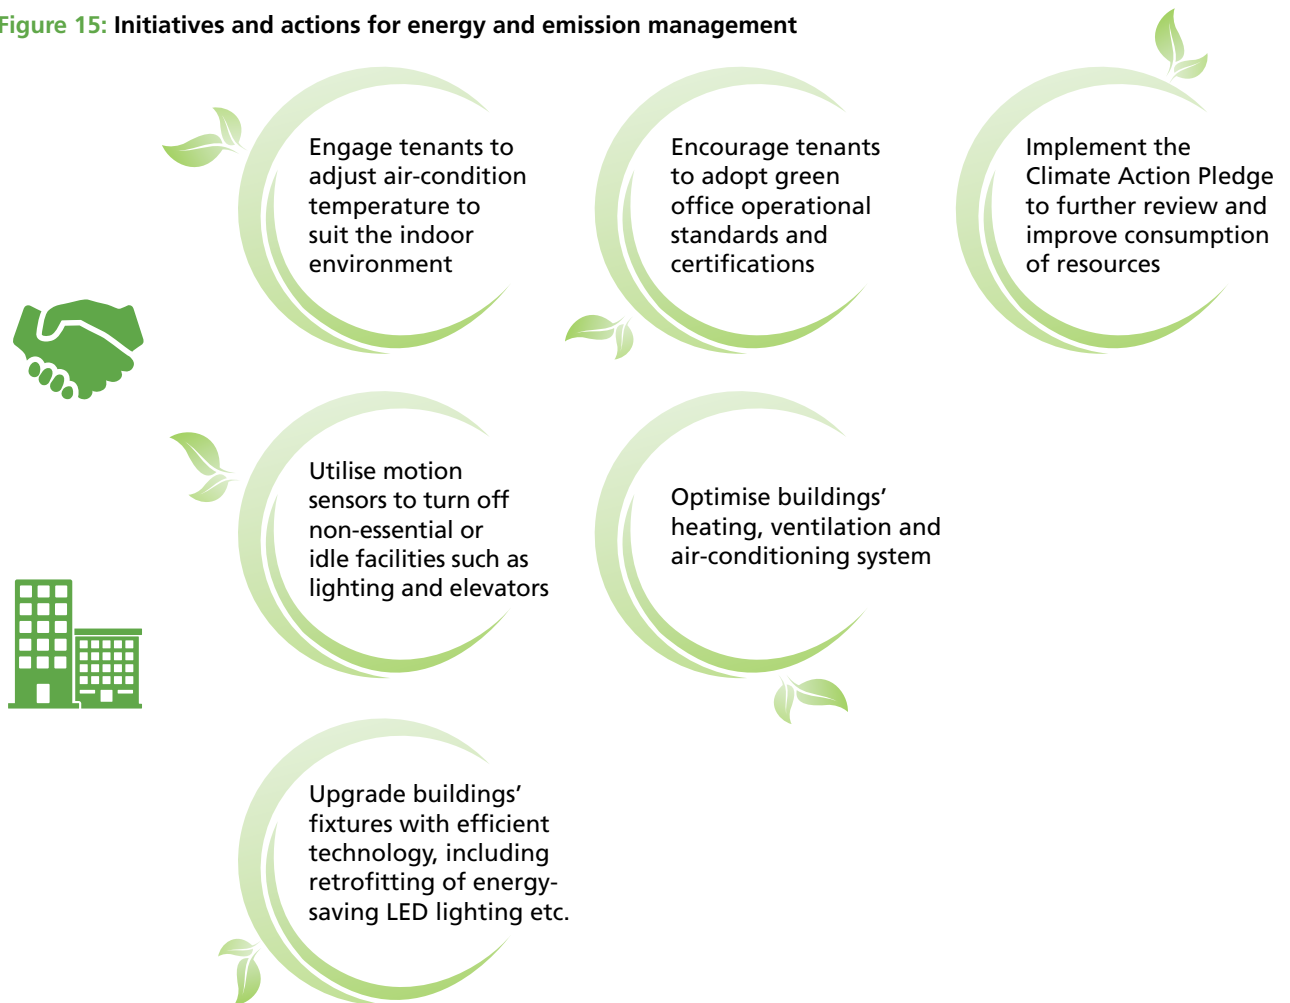 Figure 15: Initiatives and actions for energy and emission management
Engage tenants to
adjust air-condition
temperature to
suit the indoor
environment
Encourage tenants
to adopt green
office operational
standards and
certifications
Implement the
Climate Action Pledge
to further review and
improve consumption
of resources
Utilise motion
sensors to turn off
non-essential or
idle facilities such as
lighting and elevators
Optimise buildings’
heating, ventilation and
air-conditioning system
Upgrade buildings’
fixtures with efficient
technology, including
retrofitting of energy-
saving LED lighting etc.